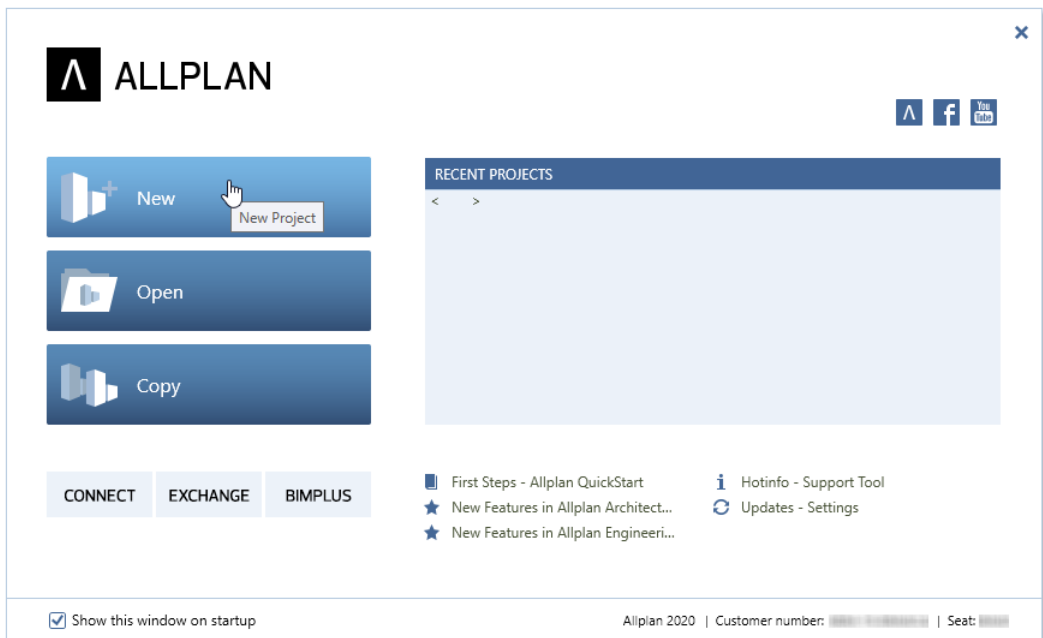 ALLPLAN
You
Tube
New
New Project
Open
Copy
RECENT PROJECTS
< >
CONNECT
EXCHANGE
BIMPLUS
First Steps - Allplan QuickStart
New Features in Allplan Architect...
New Features in Allplan Engineeri...
Hotinfo - Support Tool
Updates - Settings
Show this window on startup
Allplan 2020 | Customer number: | Seat: